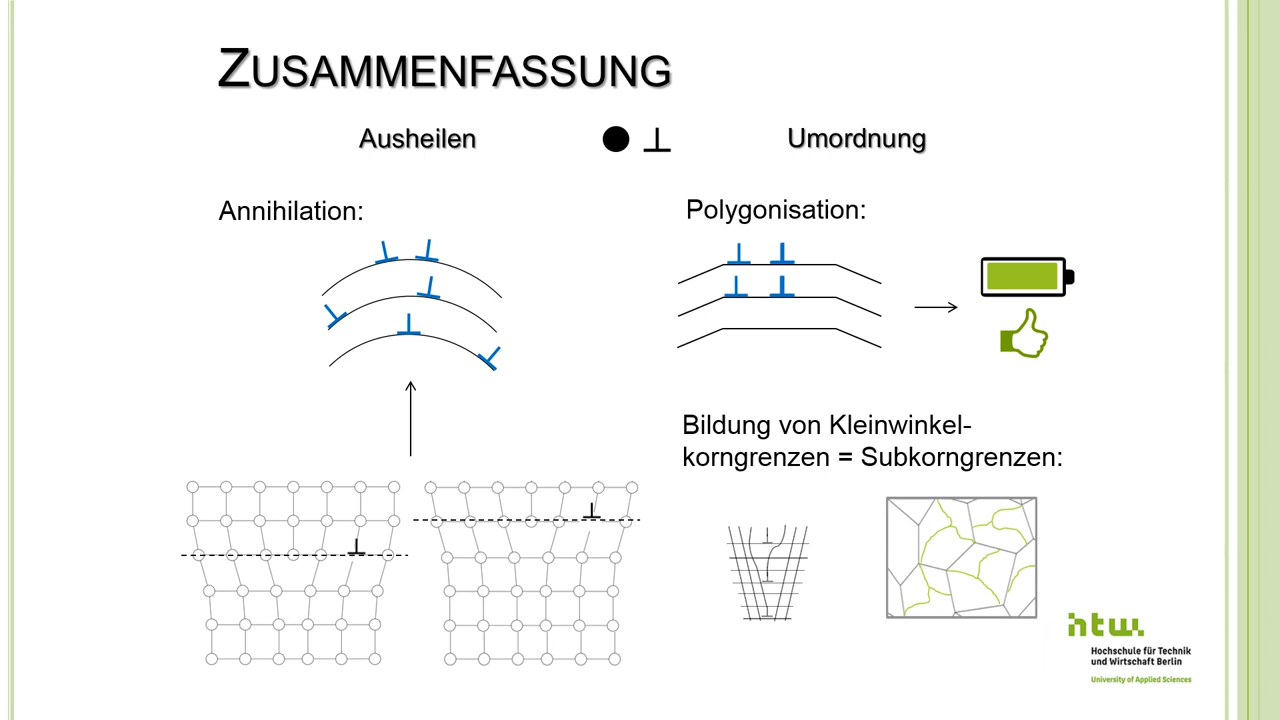 ZUSAMMENFASSUNG
Ausheilen
Umordnung
Annihilation:
Polygonisation:
Bildung von Kleinwinkel-
korngrenzen = Subkorngrenzen:
htw.
Hochschule für Technik
und Wirtschaft Berlin
University of Applied Sciences